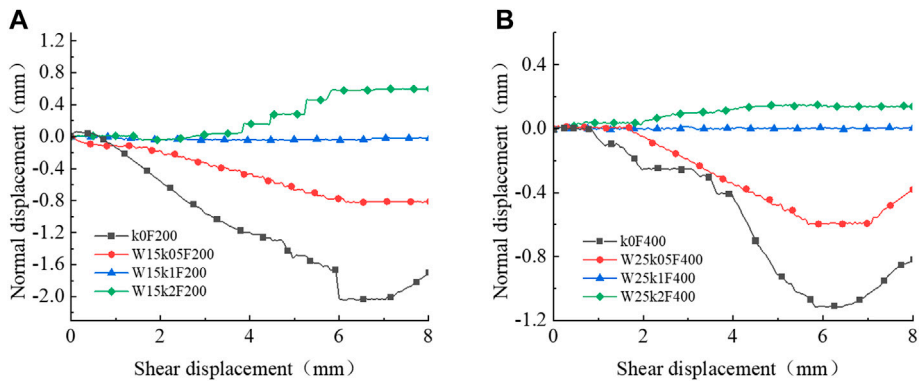 A
Normal displacement（mm）
1.2
0.8
0.4
0.0
-0.4
-0.8
-1.2
-1.6
-2.0
k0F200
W15k05F200
W15k1F200
W15k2F200
0 2 4 6 8
Shear displacement（mm）
B
Normal displacement（mm）
0.4
0.0
-0.4
-0.8
-1.2
k0F400
W25k05F400
W25k1F400
W25k2F400
0 2 4 6 8
Shear displacement（mm）